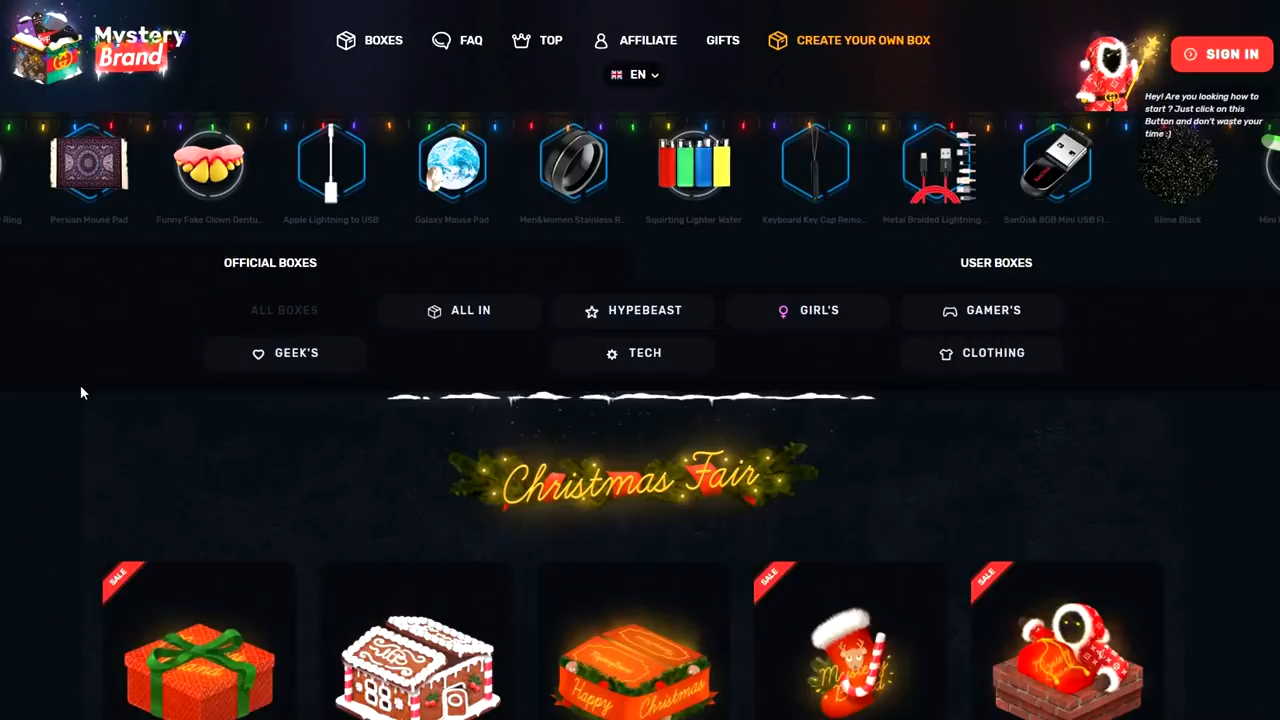 Mystery
Brand
BOXES
FAQ
TOP
AFFILIATE
GIFTS
CREATE YOUR OWN BOX
EN
SIGN IN
Hey! Are you looking how to
start ? Just click on this
Button and don't waste your
time :)
Ring
Persian Mouse Pad
Funny Fake Clown Dentu...
Apple Lightning to USB
Galaxy Mouse Pad
Men&Women Stainless R...
Squirting Lighter Water
Keyboard Key Cap Remo...
Metal Braided Lightning ...
SanDisk 8GB Mini USB Fl...
Slime Black
Mini
OFFICIAL BOXES
USER BOXES
ALL BOXES
ALL IN
HYPEBEAST
GIRL'S
GAMER'S
GEEK'S
TECH
CLOTHING
Christmas Fair
SALE
SALE
SALE
Happy
Christmas